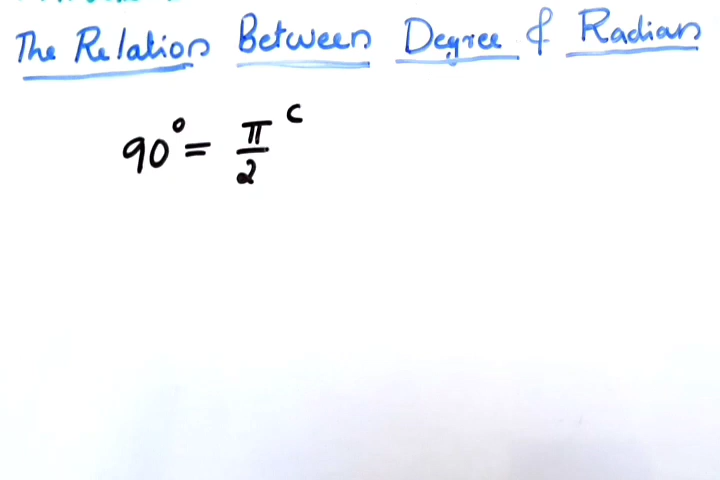 The Relation Between Degree & Radian
90° = π/2 ᶜ